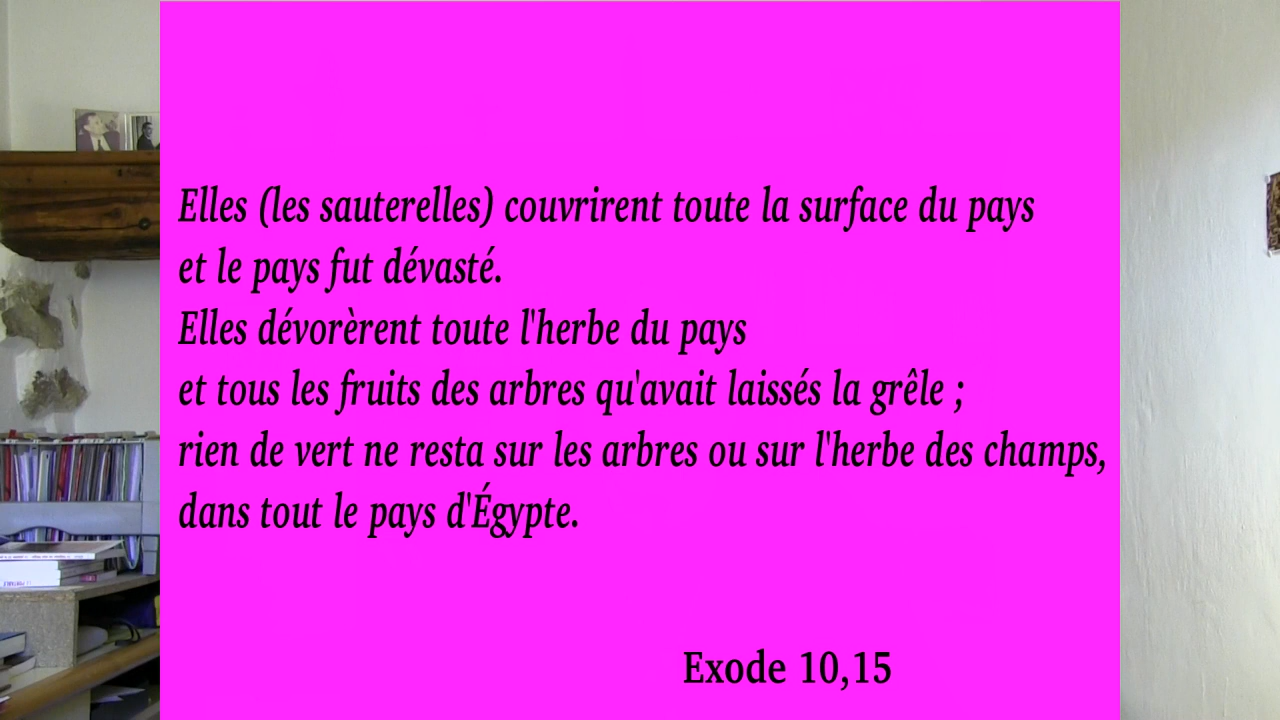 Elles (les sauterelles) couvrirent toute la surface du pays
et le pays fut dévasté.
Elles dévorèrent toute l'herbe du pays
et tous les fruits des arbres qu'avait laissés la grêle ;
rien de vert ne resta sur les arbres ou sur l'herbe des champs,
dans tout le pays d'Égypte.
Exode 10,15